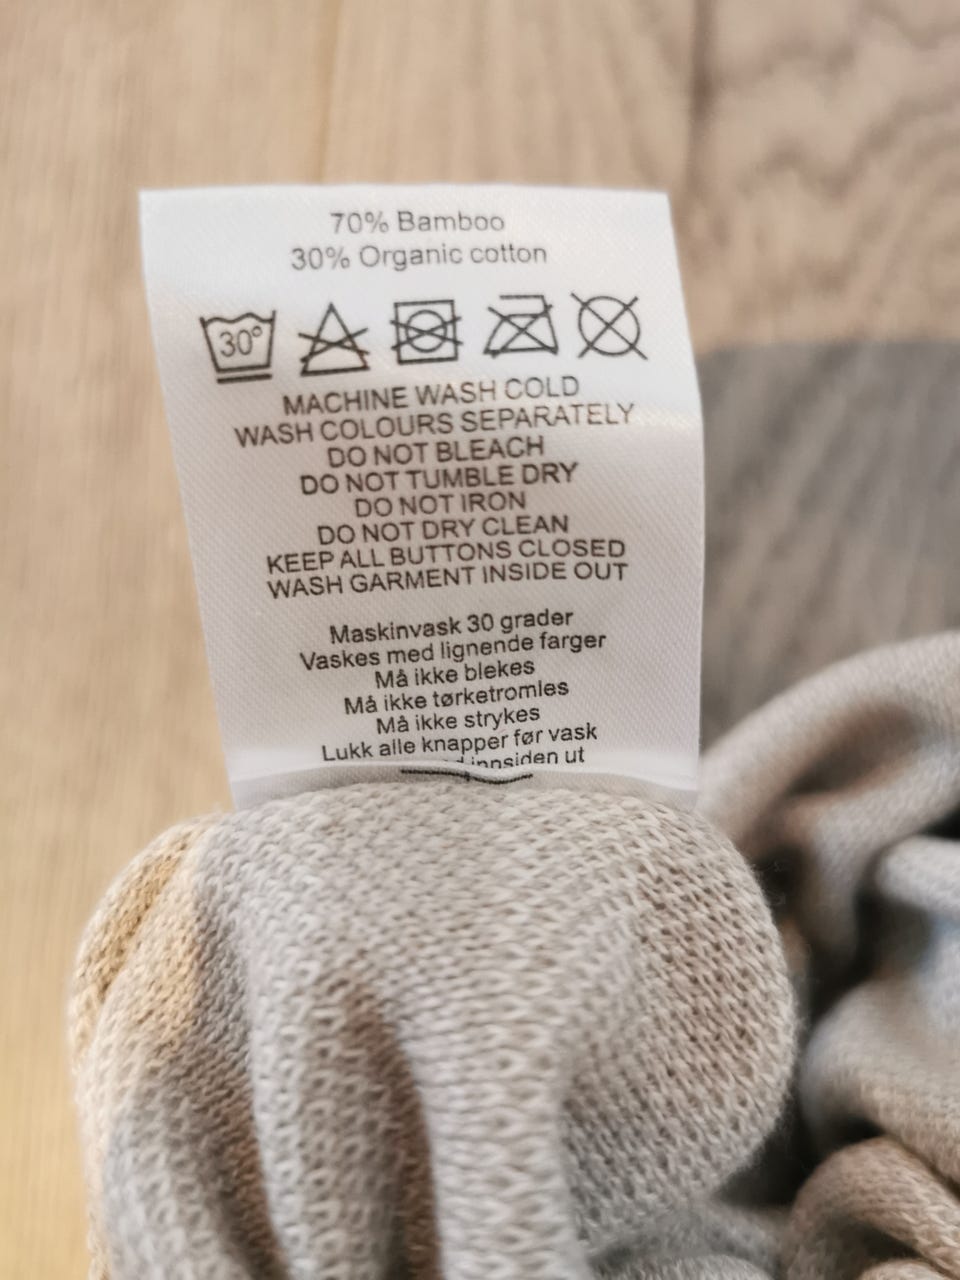 70% Bamboo
30% Organic cotton
30°
MACHINE WASH COLD
WASH COLOURS SEPARATELY
DO NOT BLEACH
DO NOT TUMBLE DRY
DO NOT IRON
DO NOT DRY CLEAN
KEEP ALL BUTTONS CLOSED
WASH GARMENT INSIDE OUT
Maskinvask 30 grader
Vaskes med lignende farger
Må ikke blekes
Må ikke tørketromles
Må ikke strykes
Lukk alle knapper før vask
innsiden ut